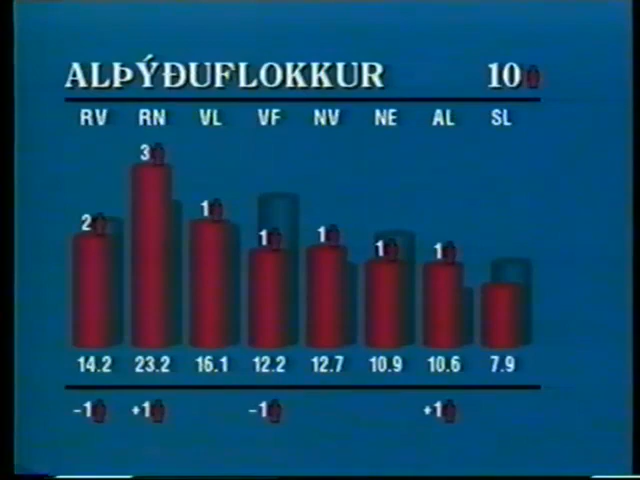 ALÞÝÐUFLOKKUR 10
RV RN VL VF NV NE AL SL
2 3 1 1 1 1 1
14.2 23.2 16.1 12.2 12.7 10.9 10.6 7.9
-1 +1 -1 +1